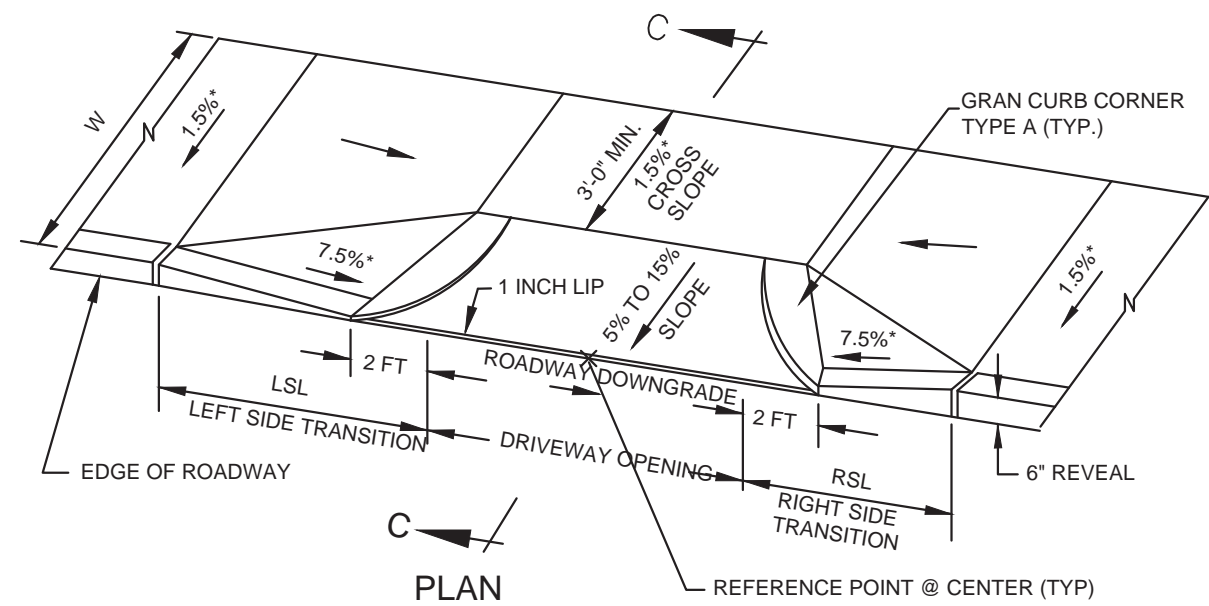 C
GRAN CURB CORNER
TYPE A (TYP.)
W
1.5%*
3'-0" MIN.
1.5%*
CROSS
SLOPE
1.5%*
7.5%*
1 INCH LIP
5% TO 15%
SLOPE
7.5%*
2 FT
ROADWAY DOWNGRADE
LSL
LEFT SIDE TRANSITION
2 FT
DRIVEWAY OPENING
EDGE OF ROADWAY
RSL
RIGHT SIDE
TRANSITION
6" REVEAL
C
PLAN
REFERENCE POINT @ CENTER (TYP)